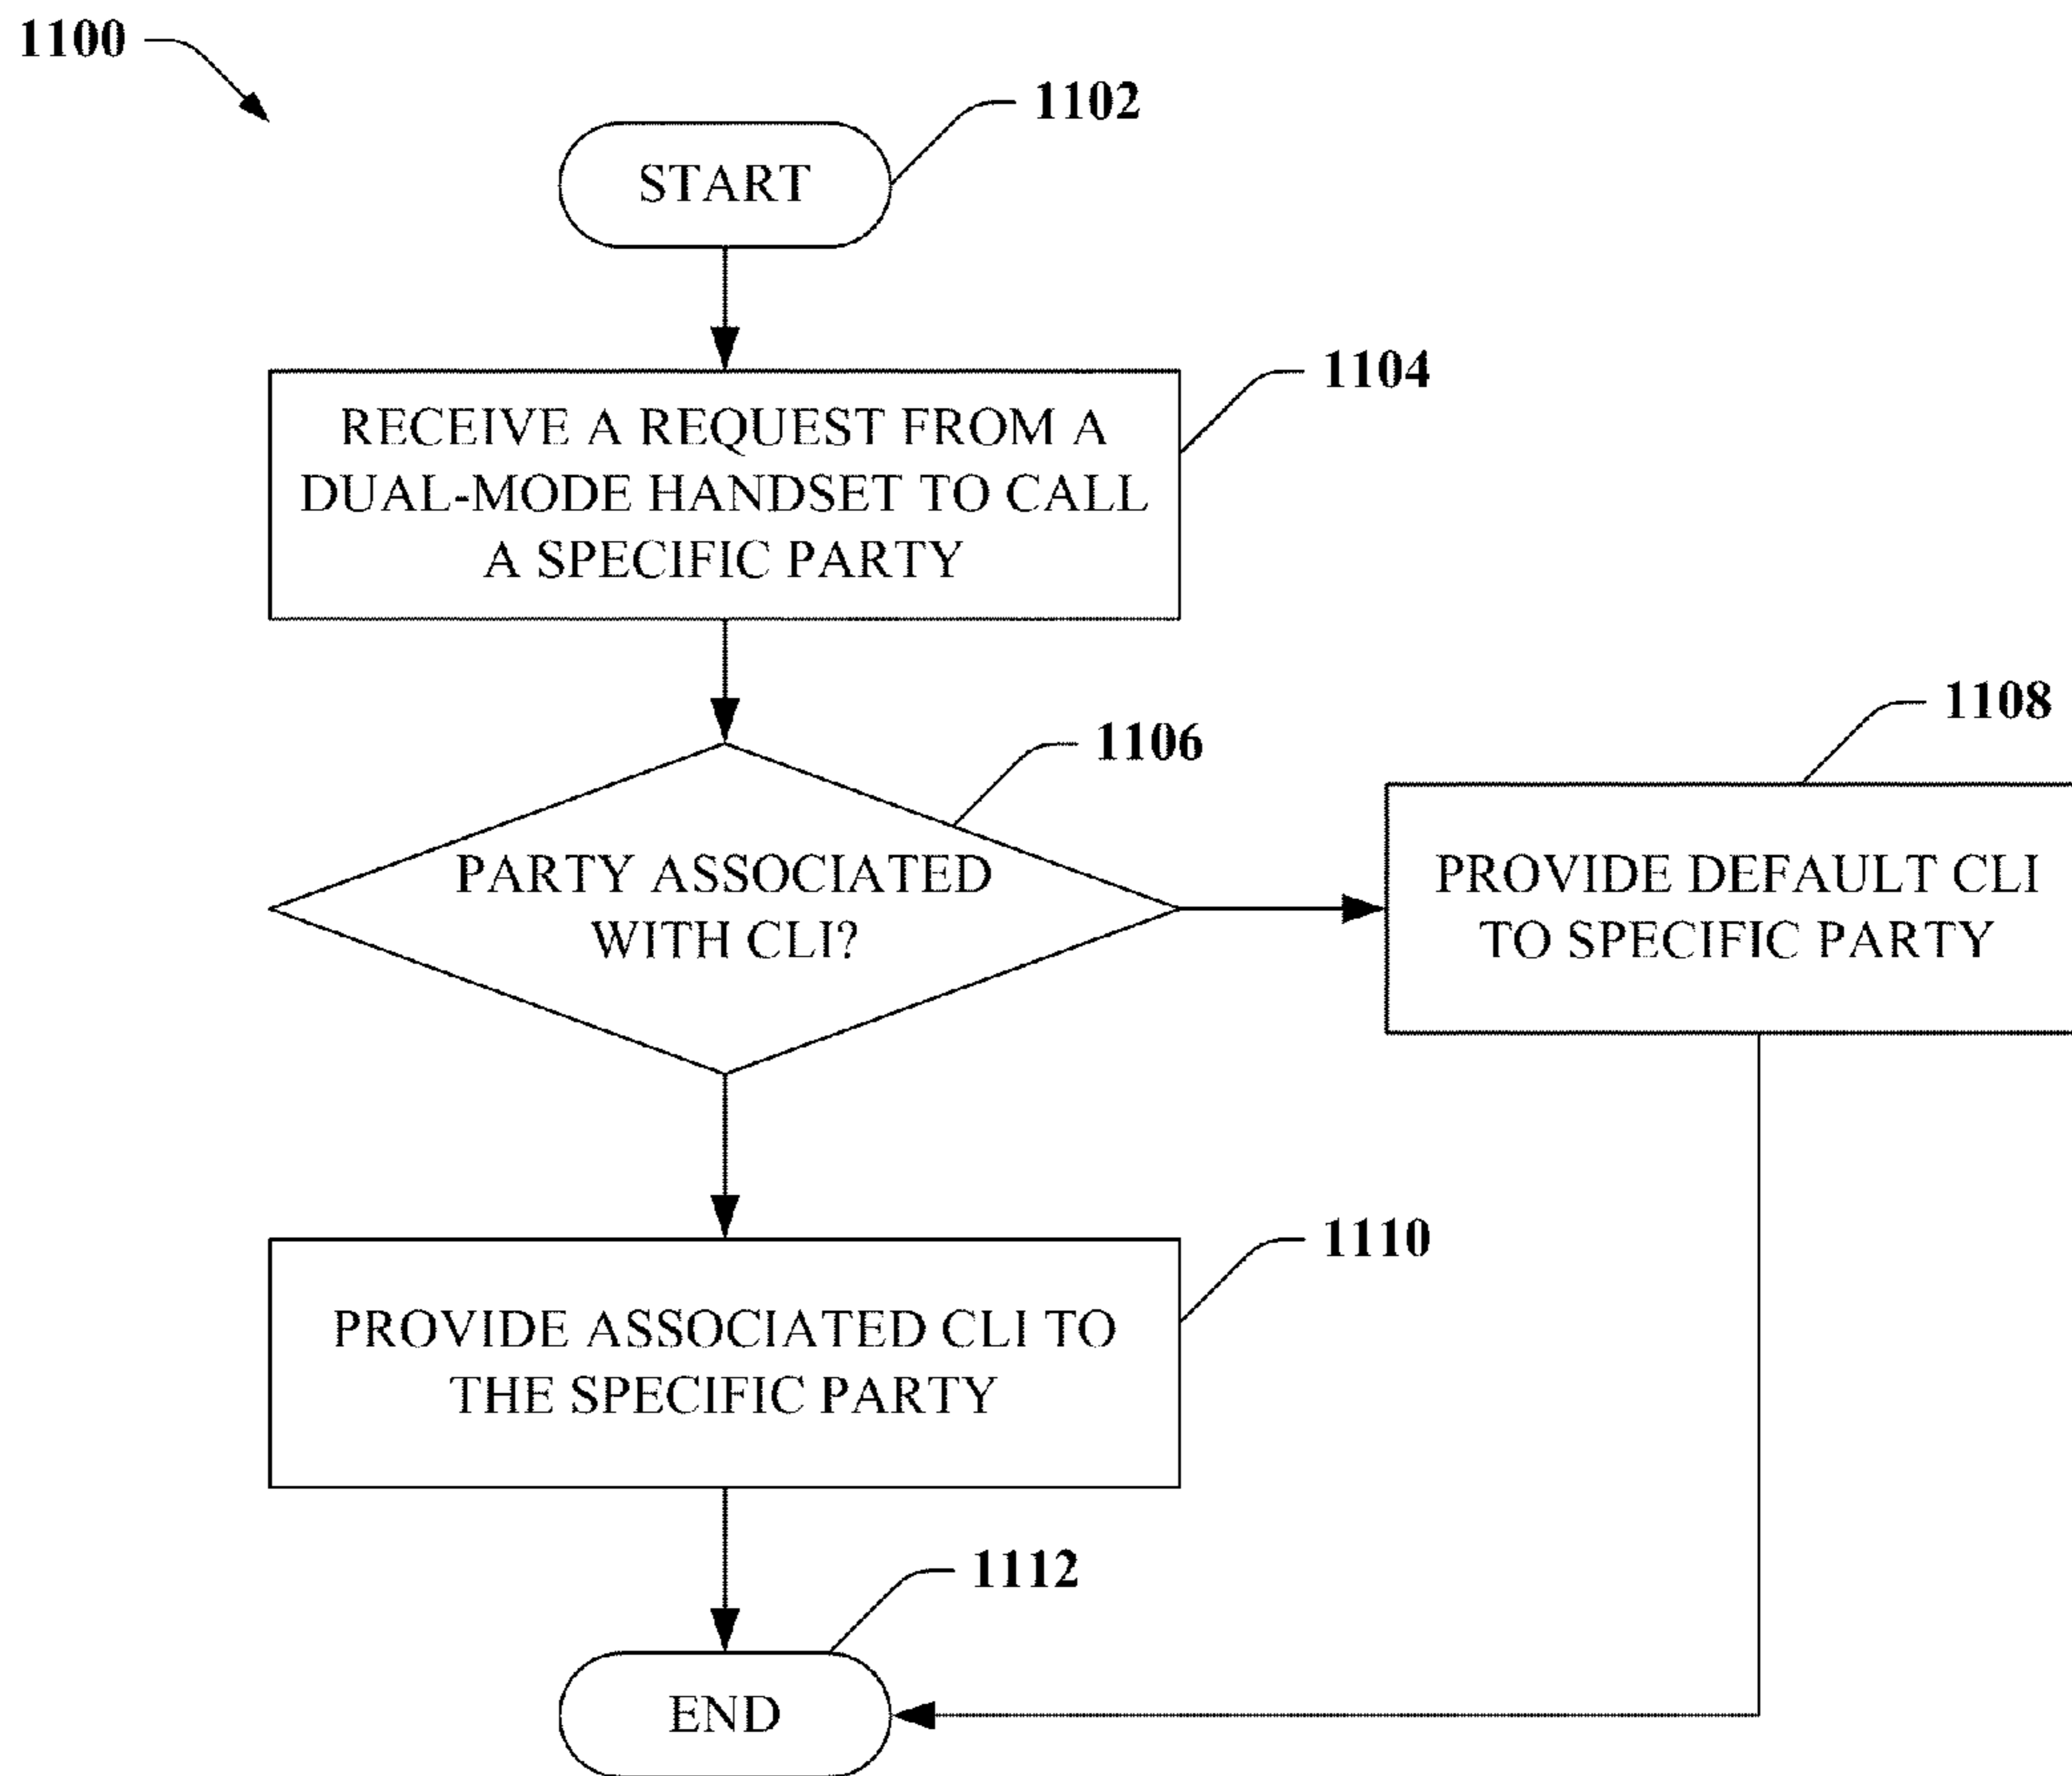 1100
1102
START
1104
RECEIVE A REQUEST FROM A
DUAL-MODE HANDSET TO CALL
A SPECIFIC PARTY
1106
PARTY ASSOCIATED
WITH CLI?
1108
PROVIDE DEFAULT CLI
TO SPECIFIC PARTY
1110
PROVIDE ASSOCIATED CLI TO
THE SPECIFIC PARTY
1112
END